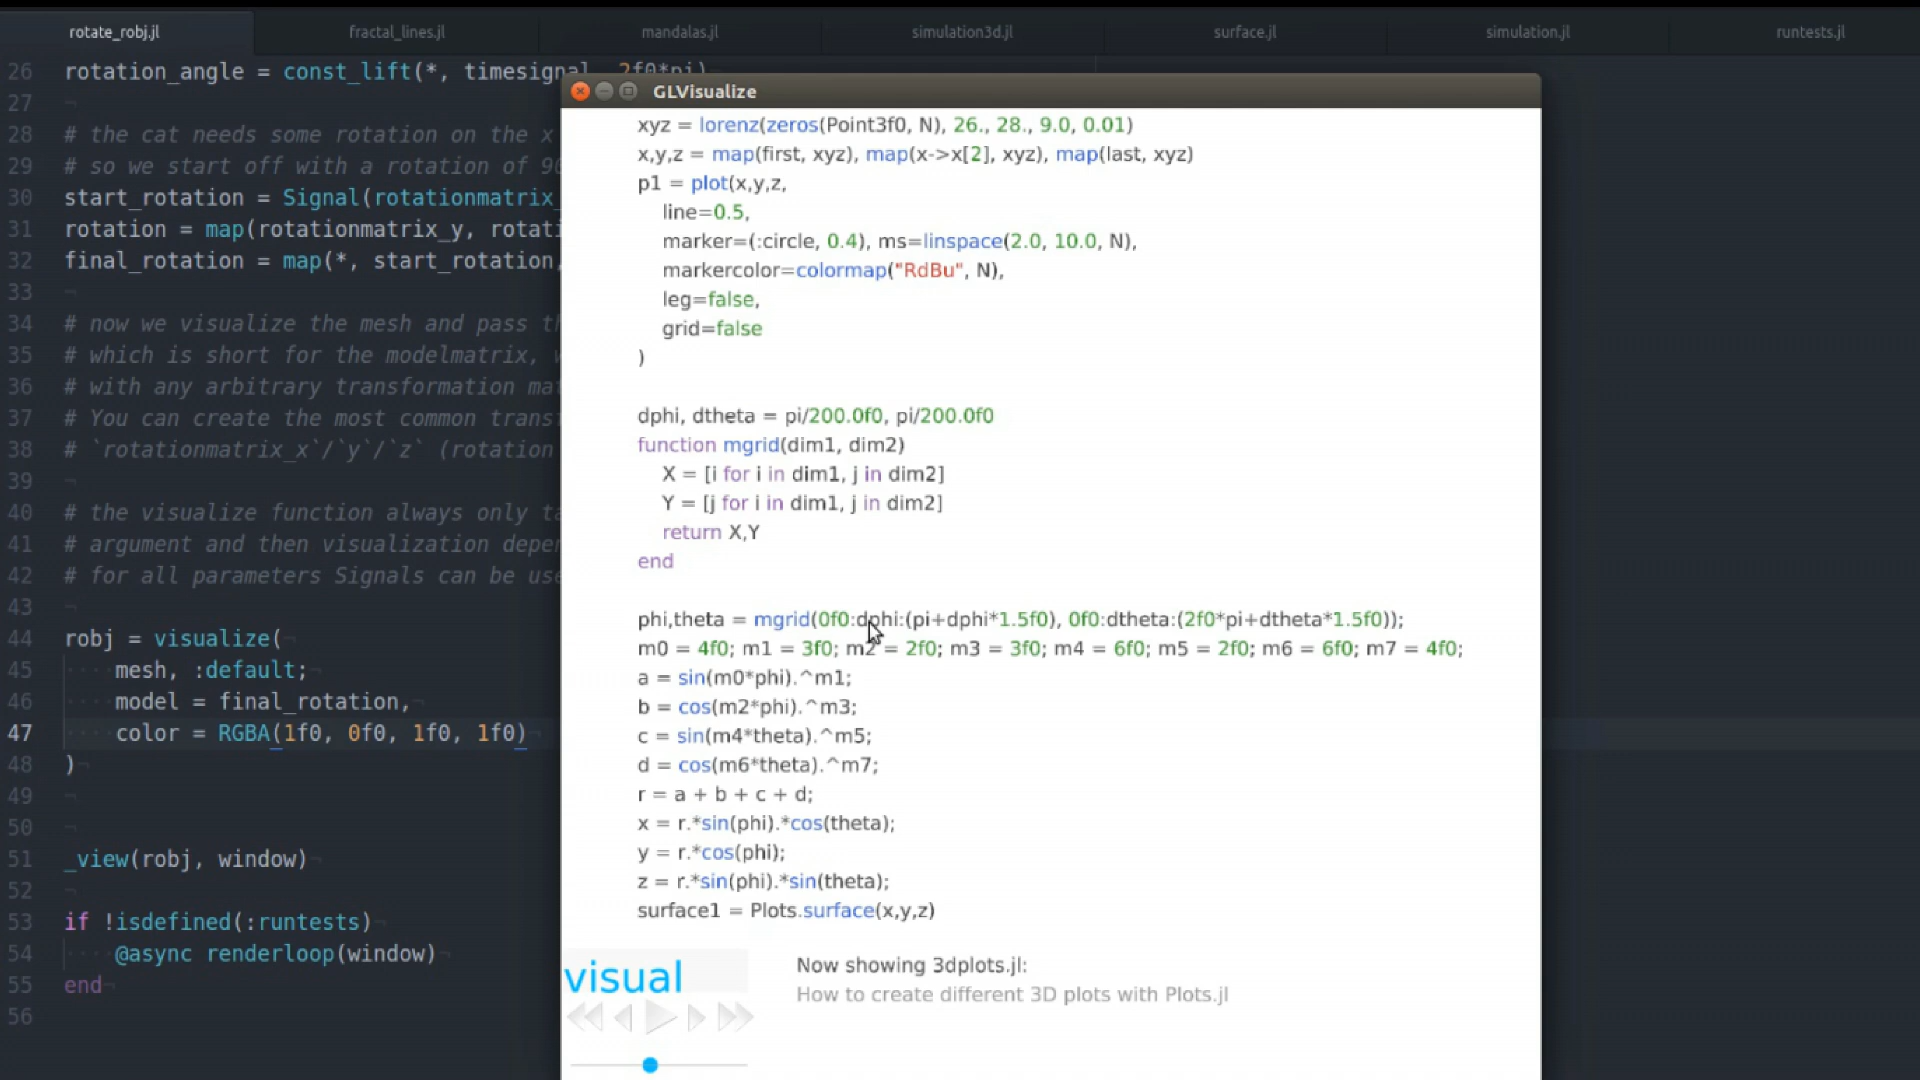 rotate_robj.jl
fractal_lines.jl
mandalas.jl
simulation3d.jl
surface.jl
simulation.jl
runtests.jl
26 rotation_angle = const_lift(*, timesignal, 2f0*pi)
27
28 # the cat needs some rotation on the x
29 # so we start off with a rotation of 90
30 start_rotation = Signal(rotationmatrix_
31 rotation = map(rotationmatrix_y, rotati
32 final_rotation = map(*, start_rotation,
33
34 # now we visualize the mesh and pass th
35 # which is short for the modelmatrix, w
36 # with any arbitrary transformation mat
37 # You can create the most common transf
38 # `rotationmatrix_x`/`y`/`z` (rotation
39
40 # the visualize function always only ta
41 # argument and then visualization depen
42 # for all parameters Signals can be use
43
44 robj = visualize(
45 mesh, :default;
46 model = final_rotation,
47 color = RGBA(1f0, 0f0, 1f0, 1f0)
48 )
49
50
51 _view(robj, window)
52
53 if !isdefined(:runtests)
54 @async renderloop(window)
55 end
56
GLVisualize
xyz = lorenz(zeros(Point3f0, N), 26., 28., 9.0, 0.01)
x,y,z = map(first, xyz), map(x->x[2], xyz), map(last, xyz)
p1 = plot(x,y,z,
line=0.5,
marker=(:circle, 0.4), ms=linspace(2.0, 10.0, N),
markercolor=colormap("RdBu", N),
leg=false,
grid=false
)
dphi, dtheta = pi/200.0f0, pi/200.0f0
function mgrid(dim1, dim2)
X = [i for i in dim1, j in dim2]
Y = [j for i in dim1, j in dim2]
return X,Y
end
phi,theta = mgrid(0f0:dphi:(pi+dphi*1.5f0), 0f0:dtheta:(2f0*pi+dtheta*1.5f0));
m0 = 4f0; m1 = 3f0; m2 = 2f0; m3 = 3f0; m4 = 6f0; m5 = 2f0; m6 = 6f0; m7 = 4f0;
a = sin(m0*phi).^m1;
b = cos(m2*phi).^m3;
c = sin(m4*theta).^m5;
d = cos(m6*theta).^m7;
r = a + b + c + d;
x = r.*sin(phi).*cos(theta);
y = r.*cos(phi);
z = r.*sin(phi).*sin(theta);
surface1 = Plots.surface(x,y,z)
visual
Now showing 3dplots.jl:
How to create different 3D plots with Plots.jl